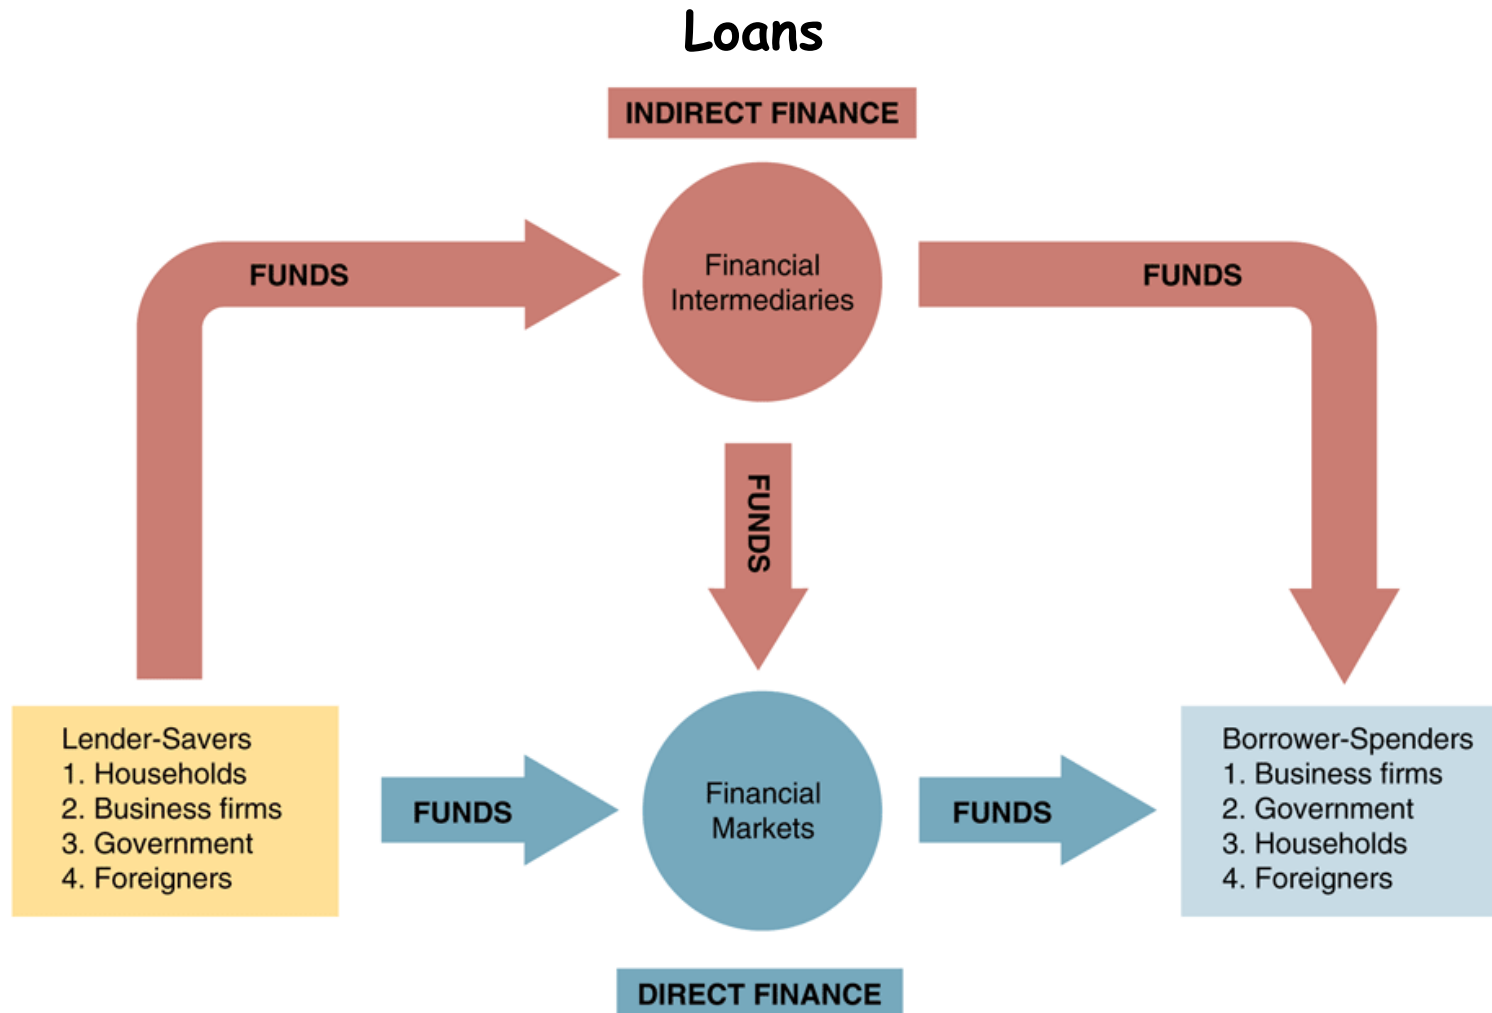 Loans
INDIRECT FINANCE
FUNDS
Financial
Intermediaries
FUNDS
FUNDS
Lender-Savers
1. Households
2. Business firms
3. Government
4. Foreigners
FUNDS
Financial
Markets
FUNDS
Borrower-Spenders
1. Business firms
2. Government
3. Households
4. Foreigners
DIRECT FINANCE